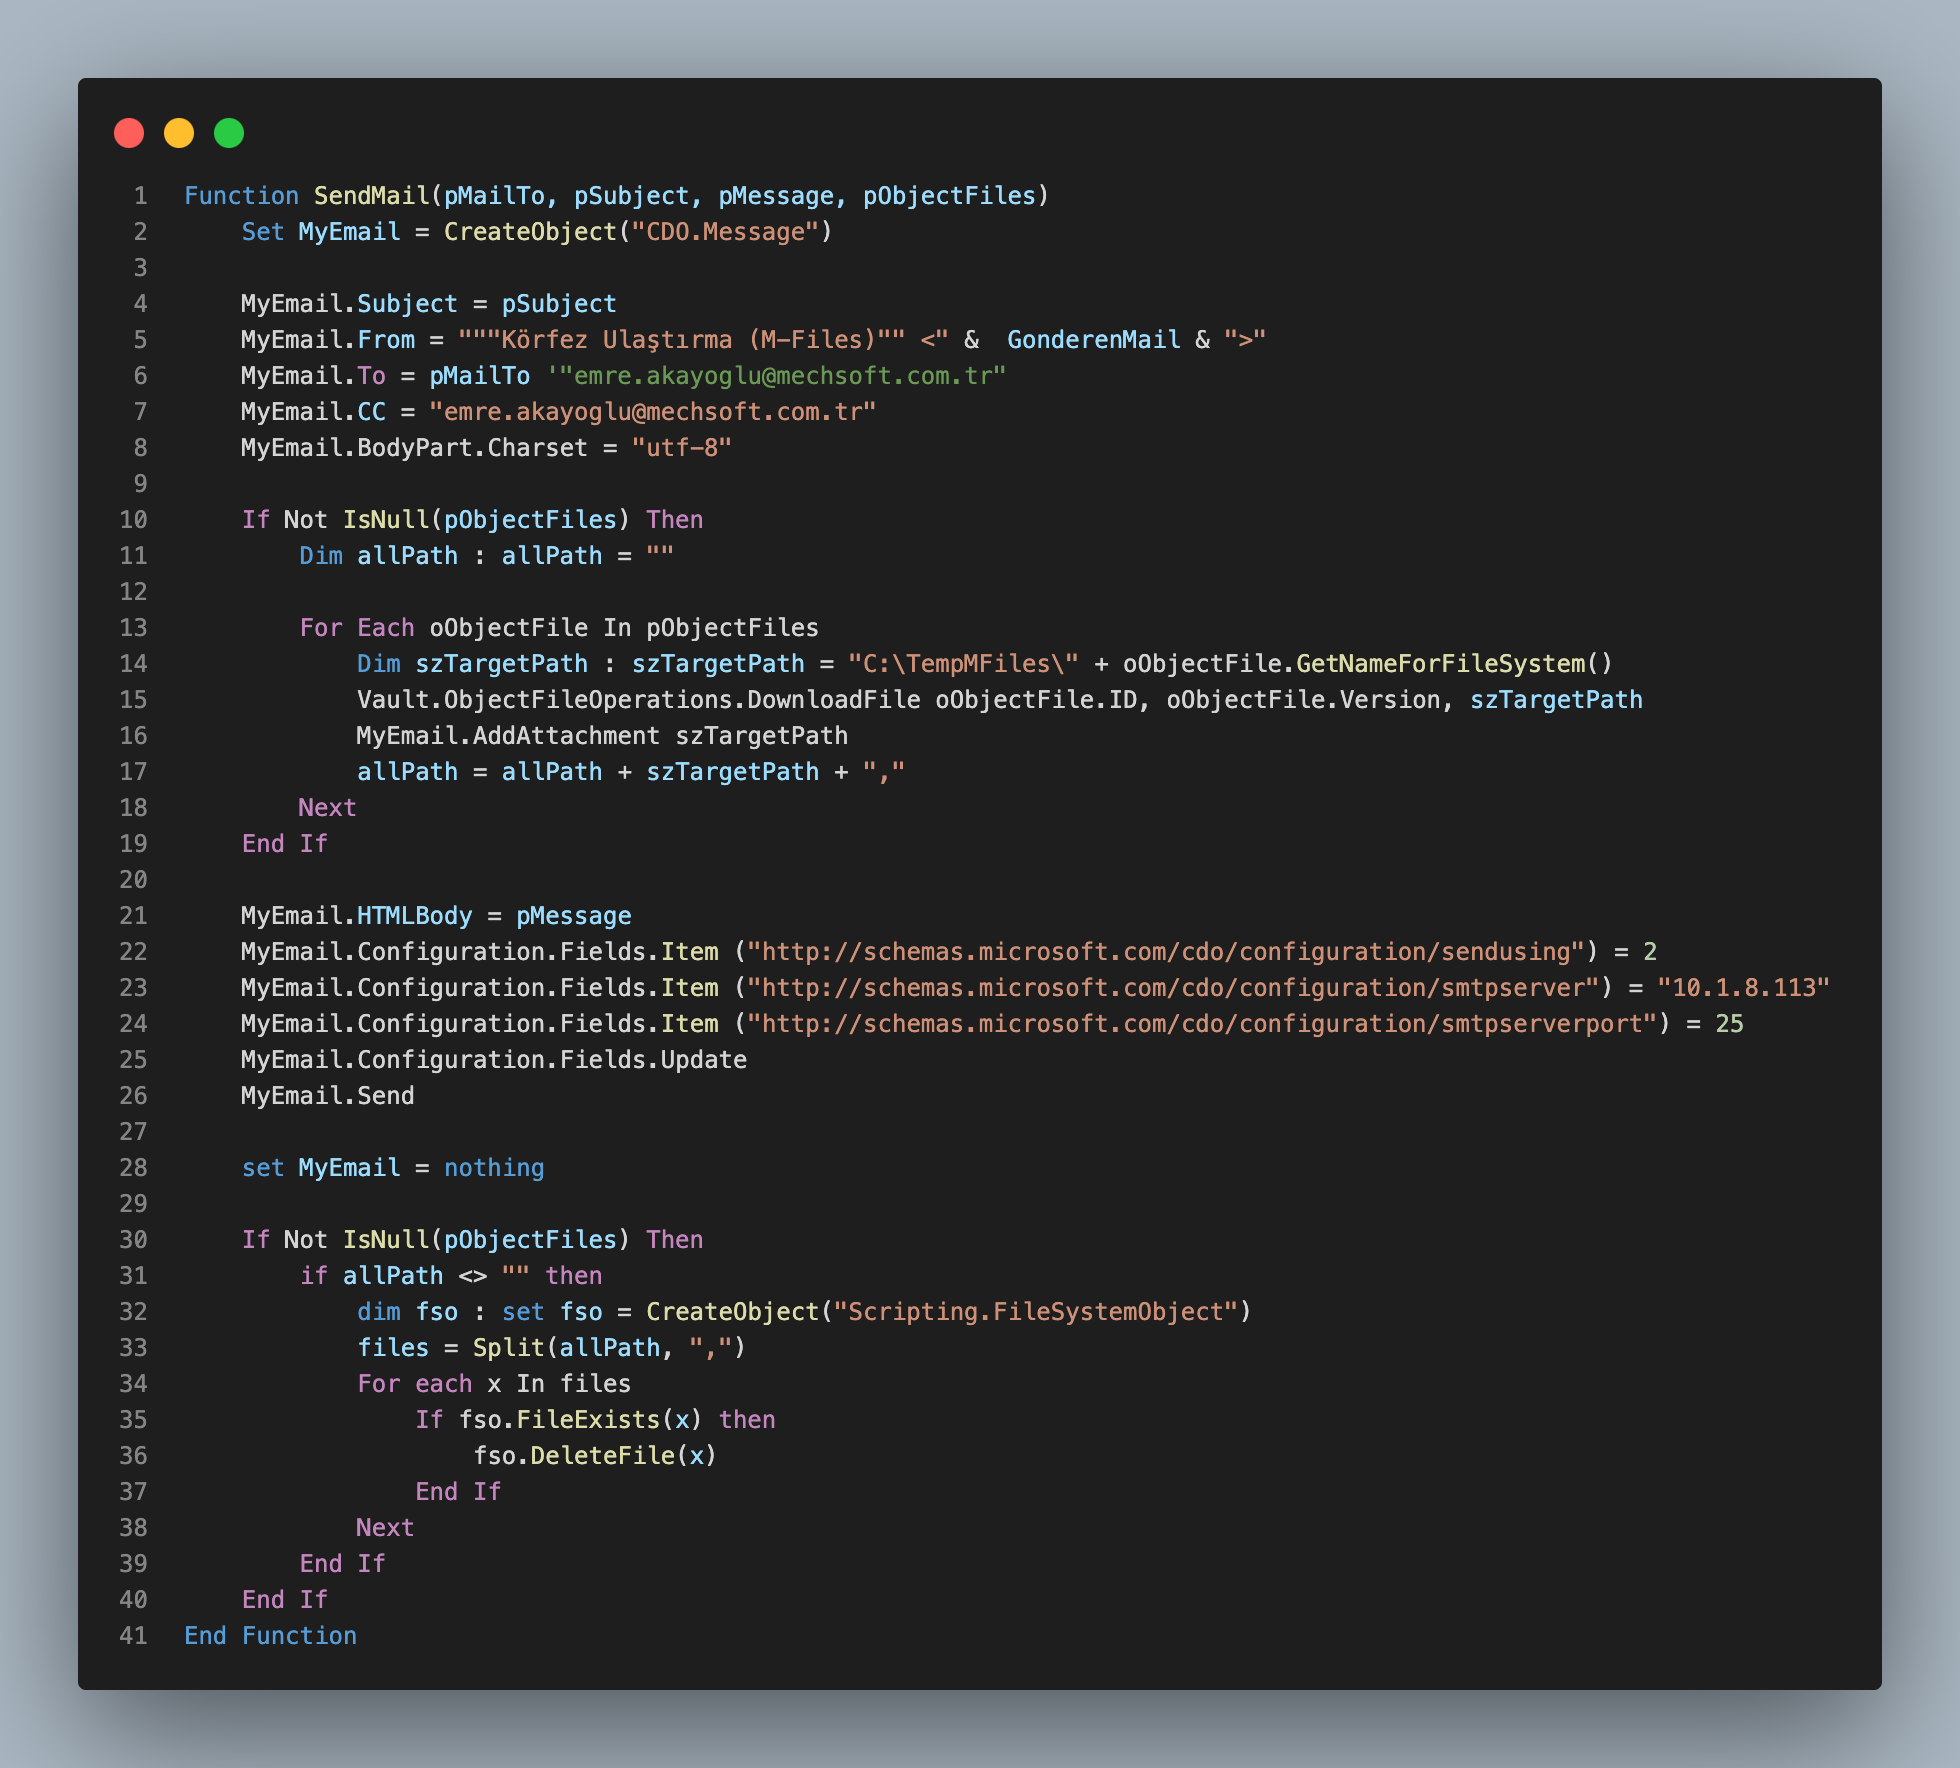 1 Function SendMail(pMailTo, pSubject, pMessage, pObjectFiles)
2     Set MyEmail = CreateObject("CDO.Message")
3
4     MyEmail.Subject = pSubject
5     MyEmail.From = """Körfez Ulaştırma (M-Files)"" <" &  GonderenMail & ">"
6     MyEmail.To = pMailTo '"emre.akayoglu@mechsoft.com.tr"
7     MyEmail.CC = "emre.akayoglu@mechsoft.com.tr"
8     MyEmail.BodyPart.Charset = "utf-8"
9
10     If Not IsNull(pObjectFiles) Then
11         Dim allPath : allPath = ""
12
13         For Each oObjectFile In pObjectFiles
14             Dim szTargetPath : szTargetPath = "C:\TempMFiles\" + oObjectFile.GetNameForFileSystem()
15             Vault.ObjectFileOperations.DownloadFile oObjectFile.ID, oObjectFile.Version, szTargetPath
16             MyEmail.AddAttachment szTargetPath
17             allPath = allPath + szTargetPath + ","
18         Next
19     End If
20
21     MyEmail.HTMLBody = pMessage
22     MyEmail.Configuration.Fields.Item ("http://schemas.microsoft.com/cdo/configuration/sendusing") = 2
23     MyEmail.Configuration.Fields.Item ("http://schemas.microsoft.com/cdo/configuration/smtpserver") = "10.1.8.113"
24     MyEmail.Configuration.Fields.Item ("http://schemas.microsoft.com/cdo/configuration/smtpserverport") = 25
25     MyEmail.Configuration.Fields.Update
26     MyEmail.Send
27
28     set MyEmail = nothing
29
30     If Not IsNull(pObjectFiles) Then
31         if allPath <> "" then
32             dim fso : set fso = CreateObject("Scripting.FileSystemObject")
33             files = Split(allPath, ",")
34             For each x In files
35                 If fso.FileExists(x) then
36                     fso.DeleteFile(x)
37                 End If
38             Next
39         End If
40     End If
41 End Function